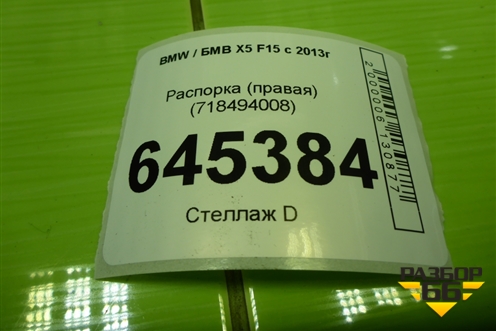 BMW / БМВ X5 F15 с 2013г
Распорка (правая)
(718494008)
645384
Стеллаж D
2000006130877
РАЗБОР
66